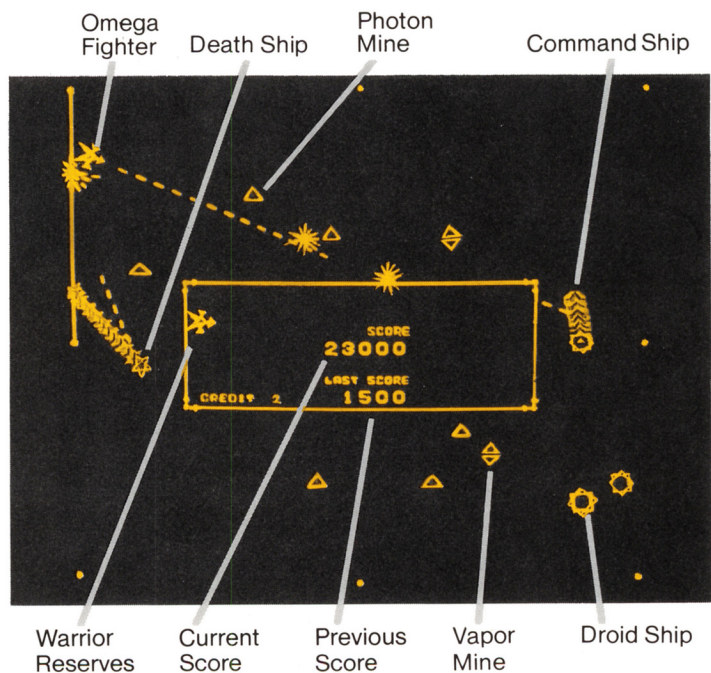 Omega
Fighter
Death Ship
Photon
Mine
Command Ship
SCORE
23000
LAST SCORE
CREDIT 2
1500
Warrior
Reserves
Current
Score
Previous
Score
Vapor
Mine
Droid Ship